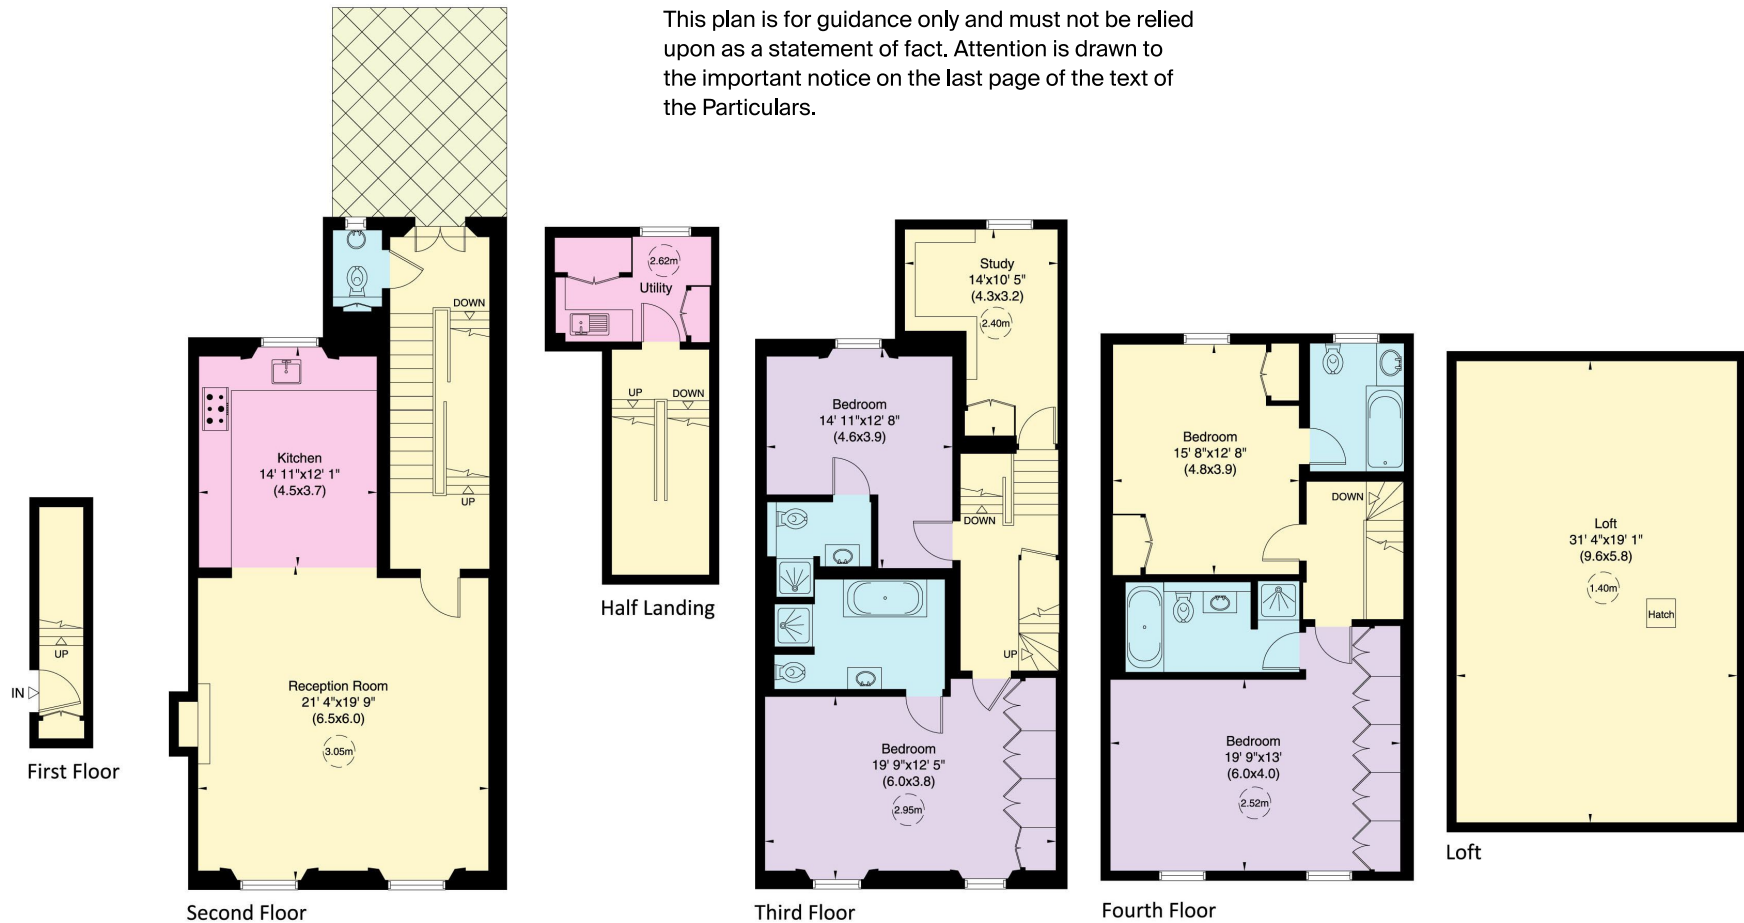 This plan is for guidance only and must not be relied
upon as a statement of fact. Attention is drawn to
the important notice on the last page of the text of
the Particulars.
IN
UP
First Floor
DOWN
UP
Kitchen
14' 11"x12' 1"
(4.5x3.7)
Reception Room
21' 4"x19' 9"
(6.5x6.0)
3.05m
Second Floor
2.62m
Utility
UP
DOWN
Half Landing
Study
14'x10' 5"
(4.3x3.2)
2.40m
Bedroom
14' 11"x12' 8"
(4.6x3.9)
DOWN
UP
Bedroom
19' 9"x12' 5"
(6.0x3.8)
2.95m
Third Floor
Bedroom
15' 8"x12' 8"
(4.8x3.9)
DOWN
Bedroom
19' 9"x13'
(6.0x4.0)
2.52m
Fourth Floor
Loft
31' 4"x19' 1"
(9.6x5.8)
1.40m
Hatch
Loft